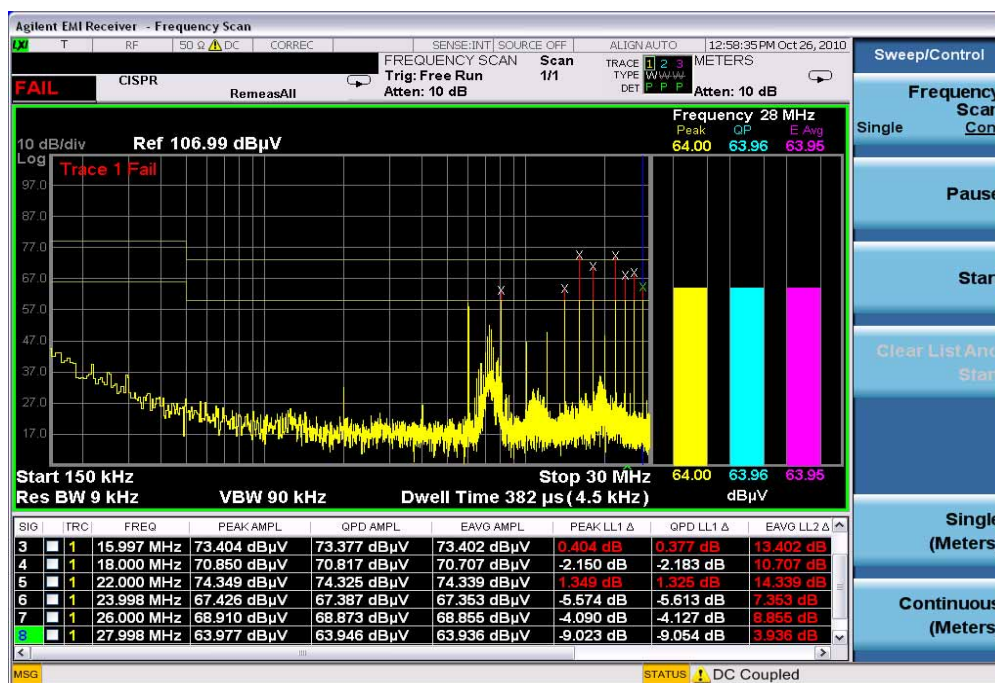 Agilent EMI Receiver - Frequency Scan
LXI T RF 50 Ω DC CORREC SENSE:INT SOURCE OFF ALIGN AUTO 12:58:35 PM Oct 26, 2010
FREQUENCY SCAN Scan TRACE 1 2 3 METERS
FAIL CISPR Trig: Free Run 1/1 TYPE W W W
RemeasAll Atten: 10 dB DET P P P Atten: 10 dB
Frequency 28 MHz
Peak QP E Avg
10 dB/div Ref 106.99 dBµV 64.00 63.96 63.95
Log
Trace 1 Fail
97.0
87.0
77.0
67.0
57.0
47.0
37.0
27.0
17.0
Start 150 kHz Stop 30 MHz 64.00 63.96 63.95
Res BW 9 kHz VBW 90 kHz Dwell Time 382 µs (4.5 kHz) dBµV
SIG TRC FREQ PEAK AMPL QPD AMPL EAVG AMPL PEAK LL1 Δ QPD LL1 Δ EAVG LL2 Δ
3 1 15.997 MHz 73.404 dBµV 73.377 dBµV 73.402 dBµV 0.404 dB 0.377 dB 13.402 dB
4 1 18.000 MHz 70.850 dBµV 70.817 dBµV 70.707 dBµV -2.150 dB -2.183 dB 10.707 dB
5 1 22.000 MHz 74.349 dBµV 74.325 dBµV 74.339 dBµV 1.349 dB 1.325 dB 14.339 dB
6 1 23.998 MHz 67.426 dBµV 67.387 dBµV 67.353 dBµV -5.574 dB -5.613 dB 7.353 dB
7 1 26.000 MHz 68.910 dBµV 68.873 dBµV 68.855 dBµV -4.090 dB -4.127 dB 8.855 dB
8 1 27.998 MHz 63.977 dBµV 63.946 dBµV 63.936 dBµV -9.023 dB -9.054 dB 3.936 dB
MSG STATUS DC Coupled
Sweep/Control
Frequency
Scan
Single Con
Pause
Star
Clear List And
Star
Single
(Meters
Continuous
(Meters